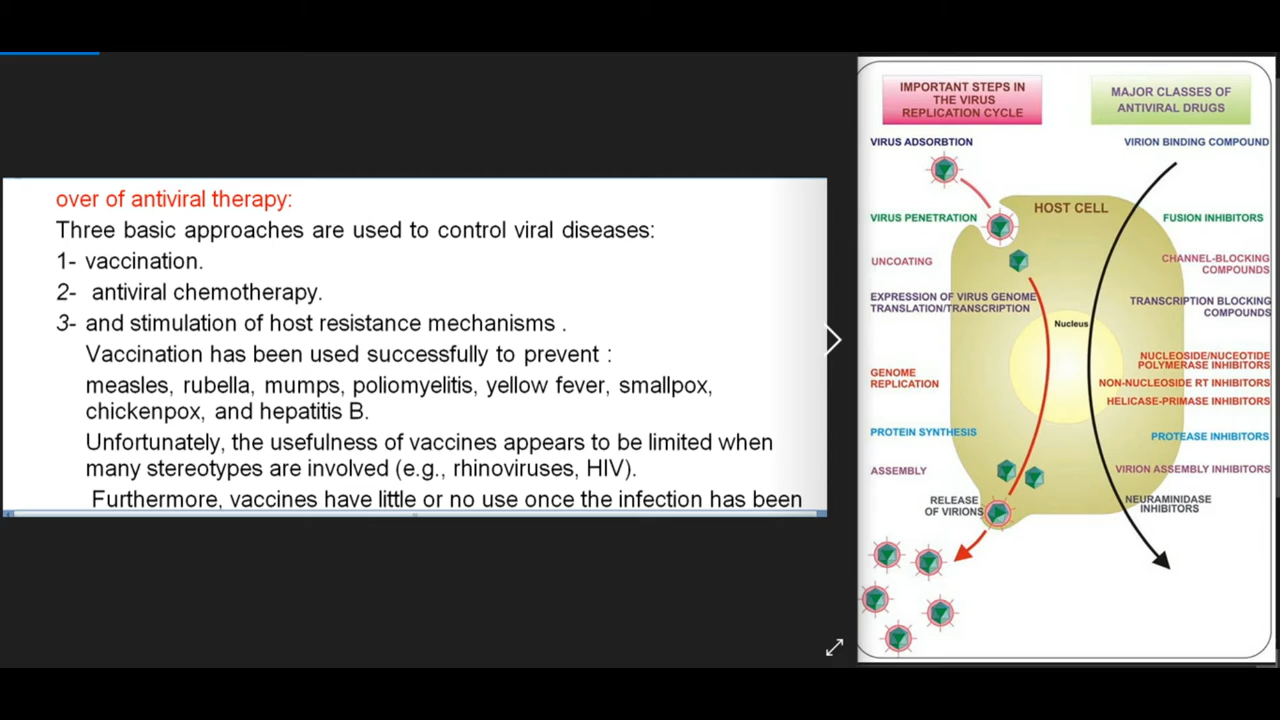 over of antiviral therapy:
Three basic approaches are used to control viral diseases:
1- vaccination.
2- antiviral chemotherapy.
3- and stimulation of host resistance mechanisms .
Vaccination has been used successfully to prevent :
measles, rubella, mumps, poliomyelitis, yellow fever, smallpox,
chickenpox, and hepatitis B.
Unfortunately, the usefulness of vaccines appears to be limited when
many stereotypes are involved (e.g., rhinoviruses, HIV).
Furthermore, vaccines have little or no use once the infection has been
IMPORTANT STEPS IN
THE VIRUS
REPLICATION CYCLE
MAJOR CLASSES OF
ANTIVIRAL DRUGS
VIRUS ADSORBTION
VIRION BINDING COMPOUND
HOST CELL
VIRUS PENETRATION
FUSION INHIBITORS
UNCOATING
CHANNEL-BLOCKING
COMPOUNDS
EXPRESSION OF VIRUS GENOME
TRANSLATION/TRANSCRIPTION
TRANSCRIPTION BLOCKING
COMPOUNDS
Nucleus
GENOME
REPLICATION
NUCLEOSIDE/NUCEOTIDE
POLYMERASE INHIBITORS
NON-NUCLEOSIDE RT INHIBITORS
HELICASE-PRIMASE INHIBITORS
PROTEIN SYNTHESIS
PROTEASE INHIBITORS
ASSEMBLY
VIRION ASSEMBLY INHIBITORS
RELEASE
OF VIRIONS
NEURAMINIDASE
INHIBITORS